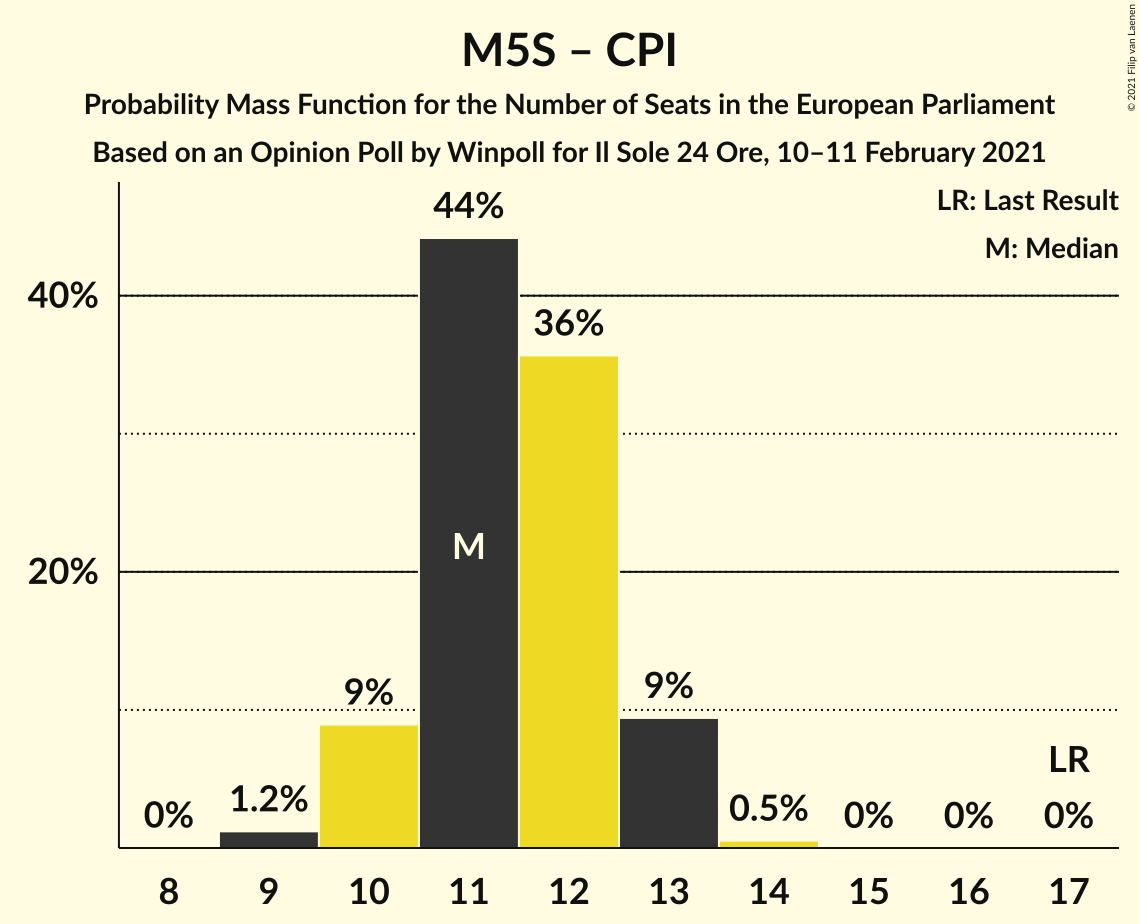 M5S – CPI
Probability Mass Function for the Number of Seats in the European Parliament
Based on an Opinion Poll by Winpoll for Il Sole 24 Ore, 10–11 February 2021
© 2021 Filip van Laenen
LR: Last Result
M: Median
44%
40%
36%
M
20%
9%
9%
LR
0%
1.2%
0.5%
0%
0%
0%
8 9 10 11 12 13 14 15 16 17